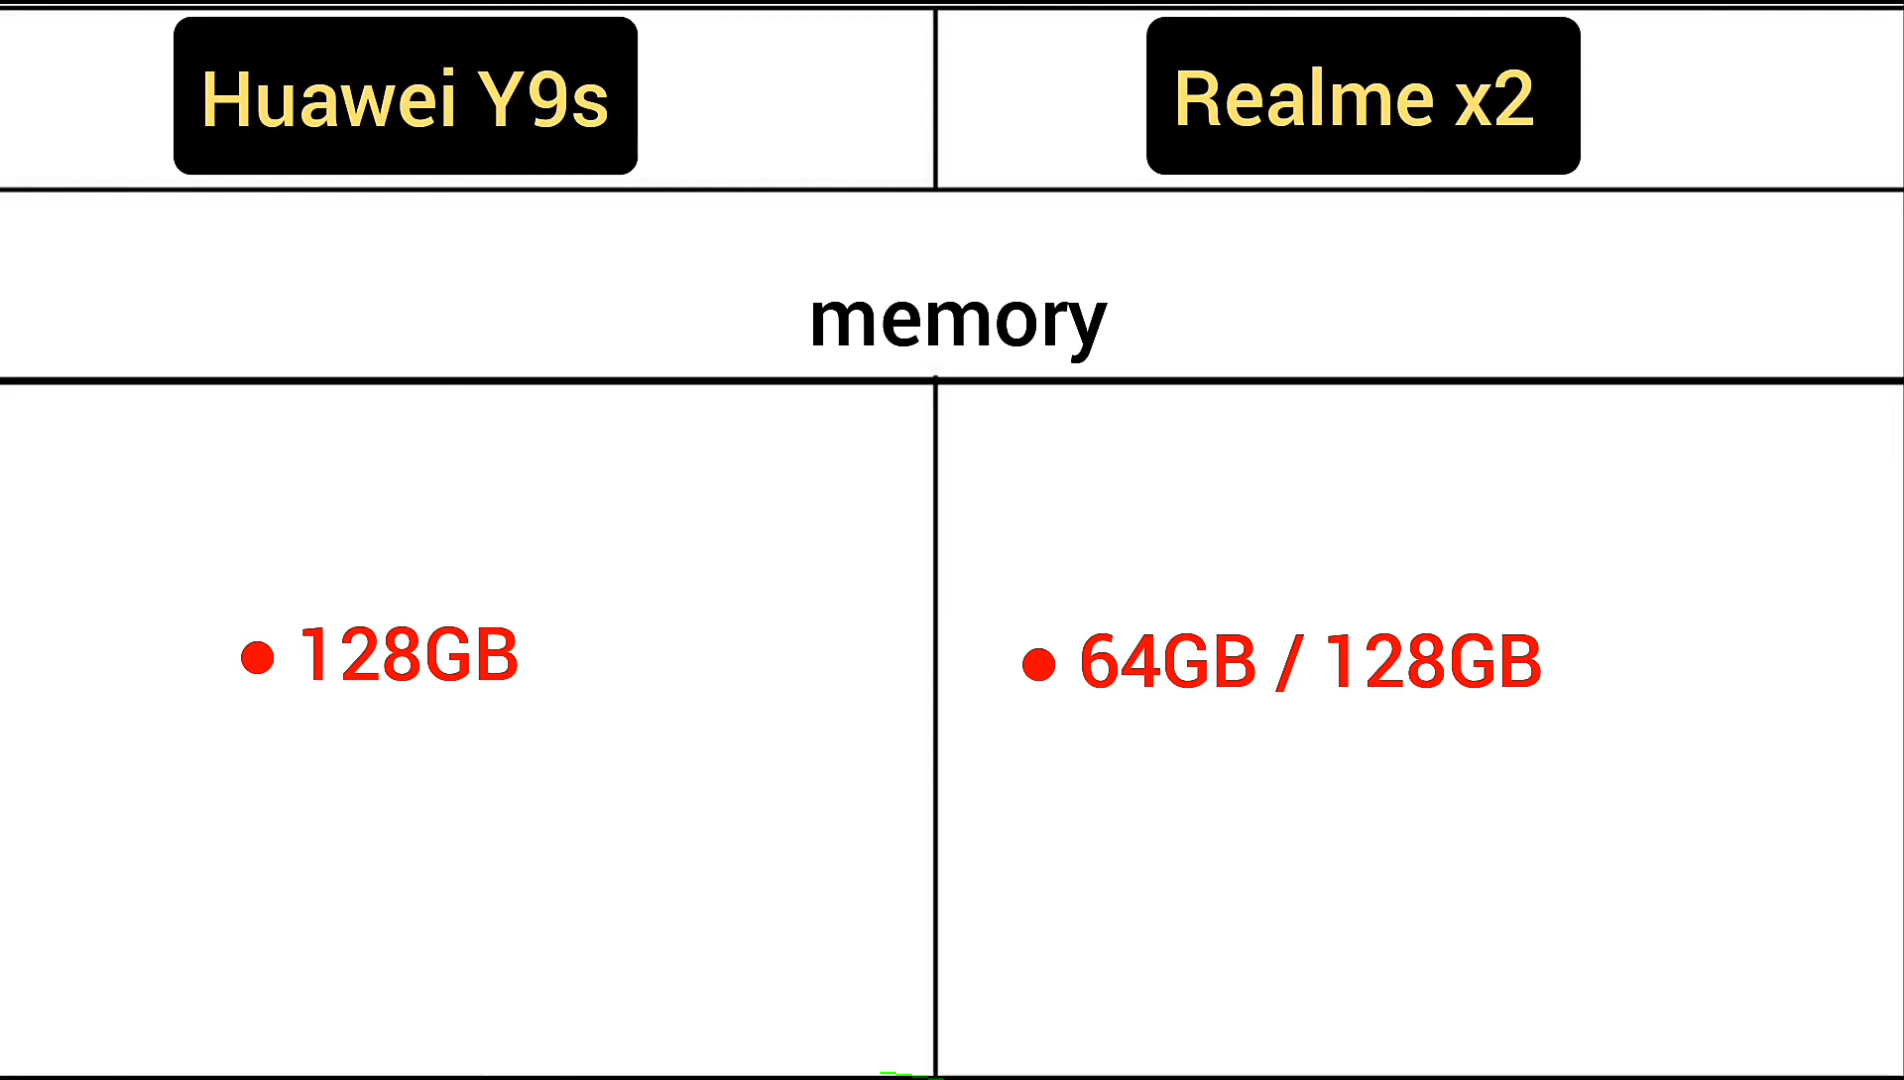 Huawei Y9s
Realme x2
memory
• 128GB
• 64GB / 128GB